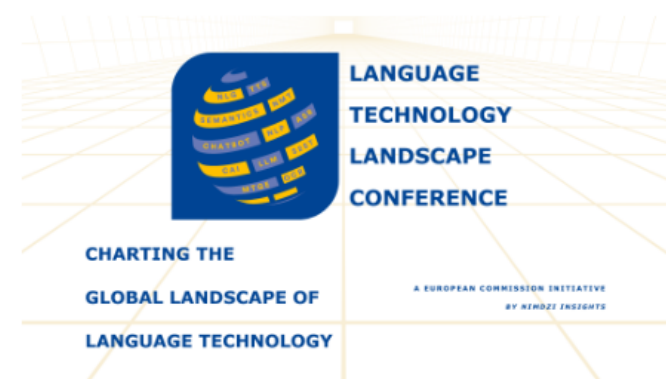 LANGUAGE
TECHNOLOGY
LANDSCAPE
CONFERENCE
NLG
SEMANTICS NMT
CHATBOT NLP ASR
CAI LLM
MTQE OCR
CHARTING THE
GLOBAL LANDSCAPE OF
LANGUAGE TECHNOLOGY
A EUROPEAN COMMISSION INITIATIVE
BY NIMDZI INSIGHTS